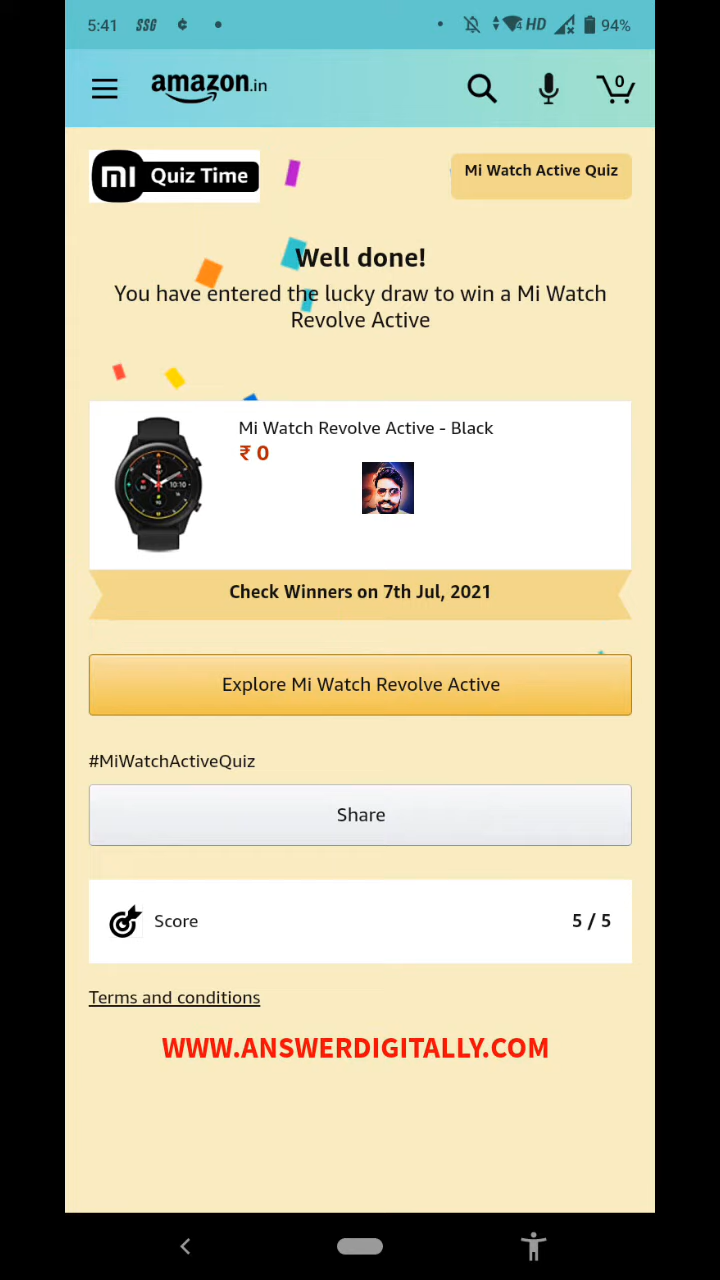 5:41 SSG HD 94%
amazon.in
0
mi Quiz Time
Mi Watch Active Quiz
Well done!
You have entered the lucky draw to win a Mi Watch
Revolve Active
Mi Watch Revolve Active - Black
₹ 0
10:10
Check Winners on 7th Jul, 2021
Explore Mi Watch Revolve Active
#MiWatchActiveQuiz
Share
Score 5 / 5
Terms and conditions
WWW.ANSWERDIGITALLY.COM